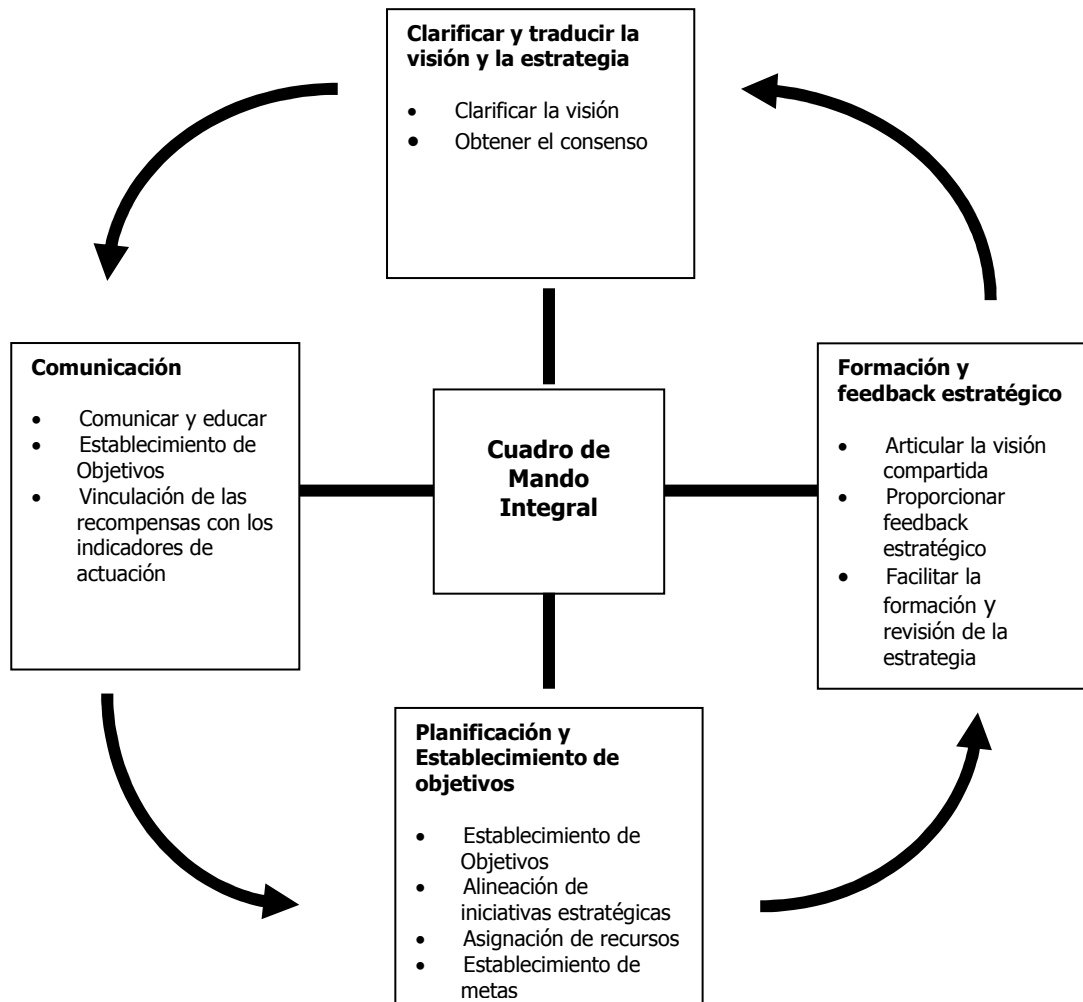 Clarificar y traducir la
visión y la estrategia
• Clarificar la visión
• Obtener el consenso
Comunicación
• Comunicar y educar
• Establecimiento de
Objetivos
• Vinculación de las
recompensas con los
indicadores de
actuación
Cuadro de
Mando
Integral
Formación y
feedback estratégico
• Articular la visión
compartida
• Proporcionar
feedback
estratégico
• Facilitar la
formación y
revisión de la
estrategia
Planificación y
Establecimiento de
objetivos
• Establecimiento de
Objetivos
• Alineación de
iniciativas estratégicas
• Asignación de recursos
• Establecimiento de
metas